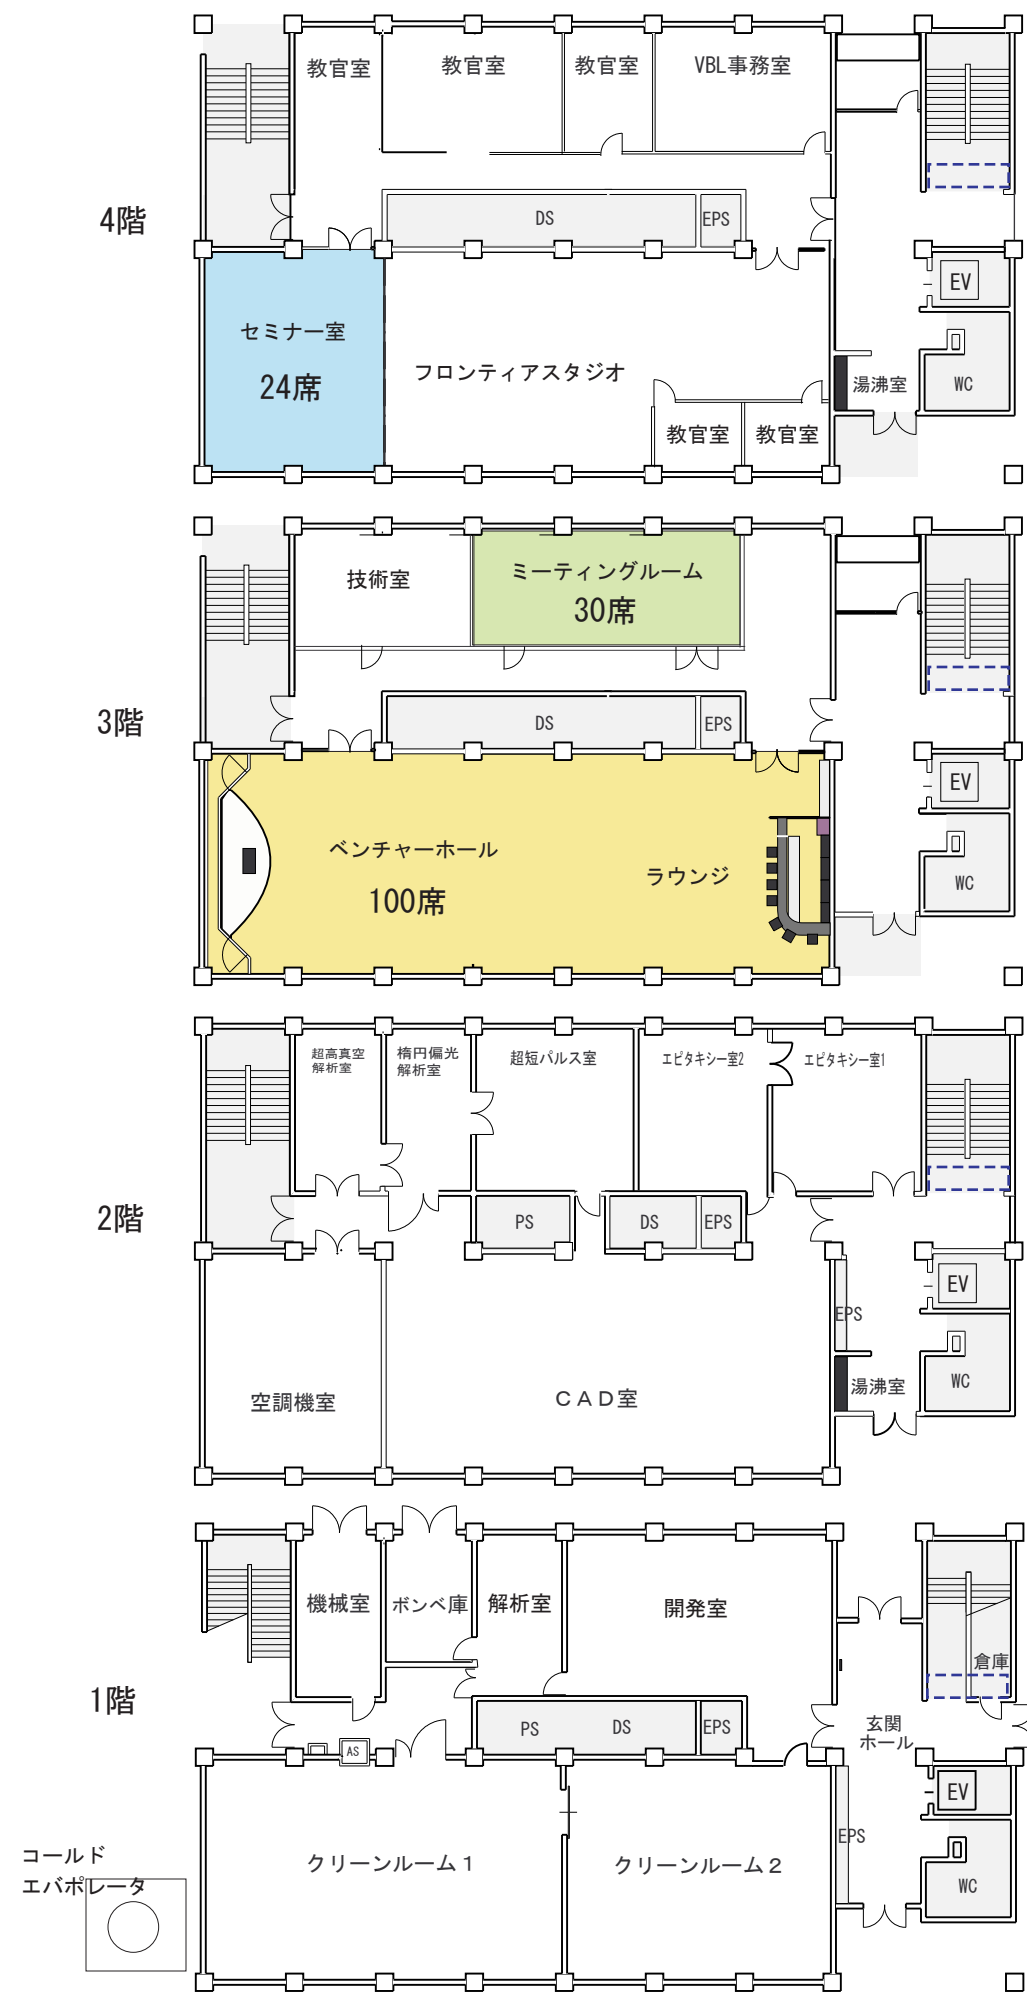 4階
教官室
教官室
教官室
VBL事務室
DS
EPS
EV
セミナー室
24席
フロンティアスタジオ
教官室
教官室
湯沸室
WC
3階
技術室
ミーティングルーム
30席
DS
EPS
EV
ベンチャーホール
100席
ラウンジ
WC
2階
超高真空
解析室
楕円偏光
解析室
超短パルス室
エピタキシー室2
エピタキシー室1
PS
DS
EPS
EV
EPS
空調機室
CAD室
湯沸室
WC
1階
機械室
ボンベ庫
解析室
開発室
倉庫
PS
DS
EPS
玄関
ホール
AS
EV
EPS
クリーンルーム1
クリーンルーム2
WC
コールド
エバポレータ